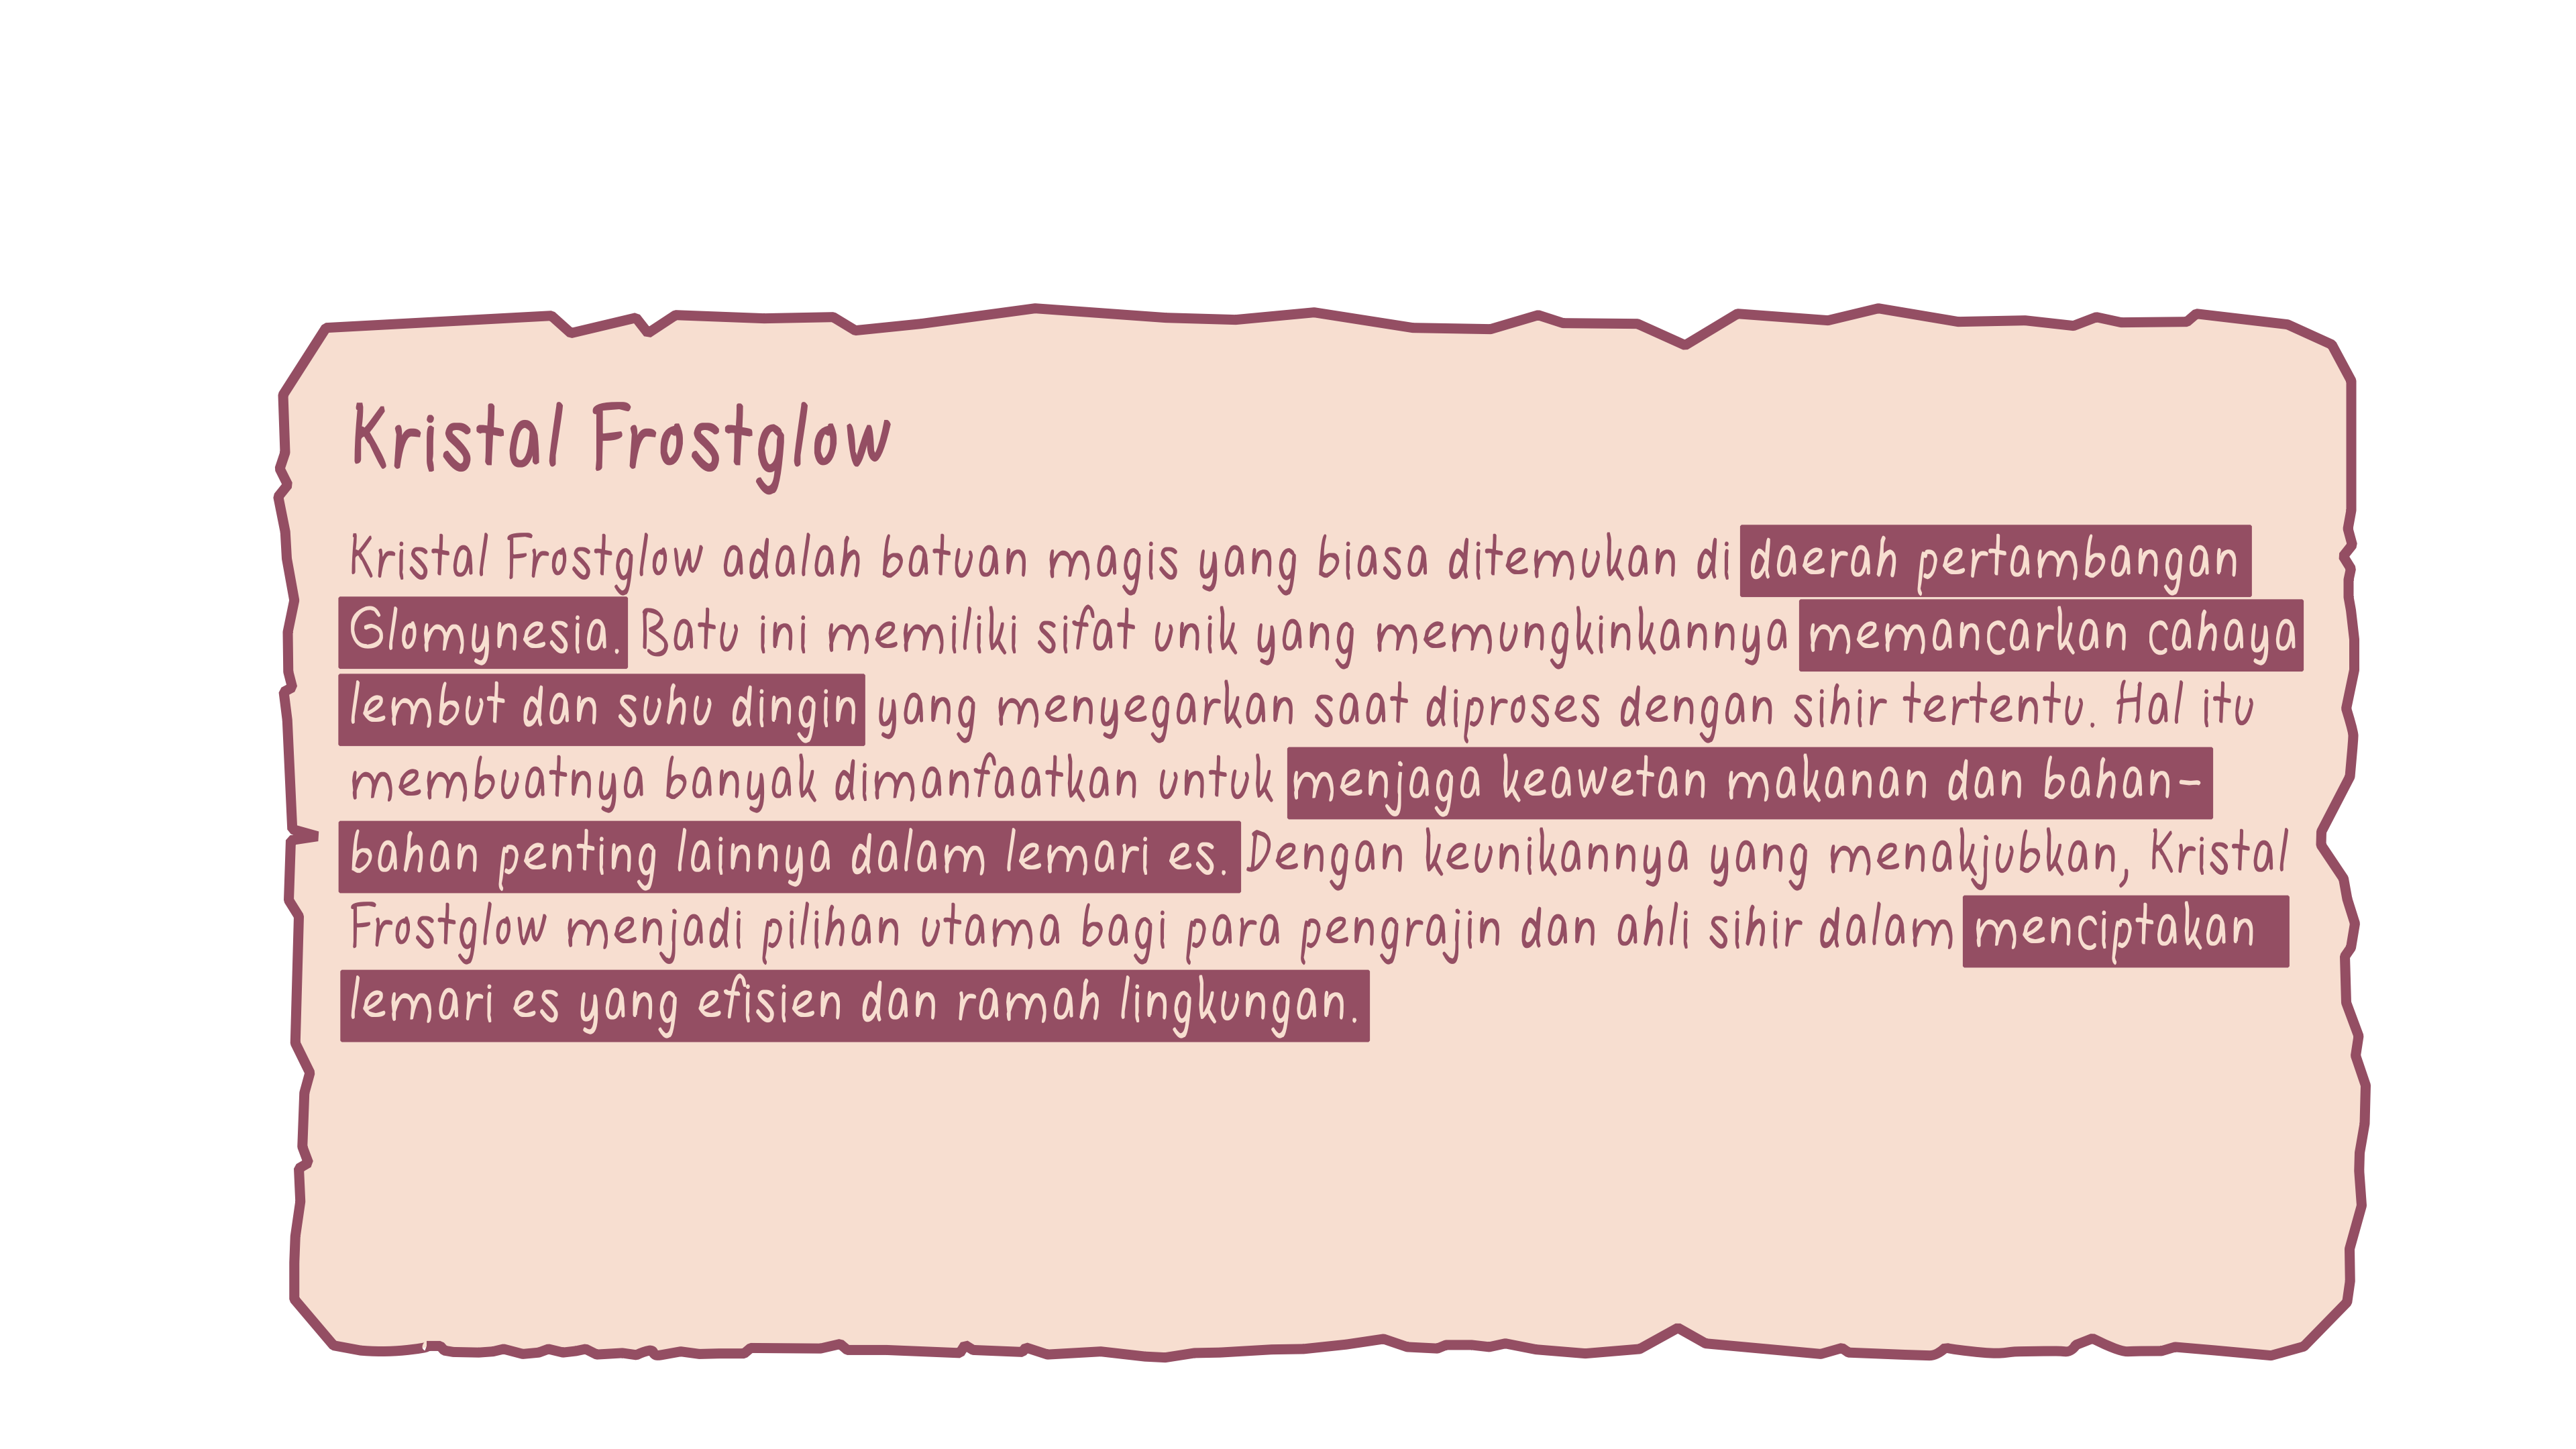 Kristal Frostglow
Kristal Frostglow adalah batuan magis yang biasa ditemukan di daerah pertambangan
Glomynesia. Batu ini memiliki sifat unik yang memungkinkannya memancarkan cahaya
lembut dan suhu dingin yang menyegarkan saat diproses dengan sihir tertentu. Hal itu
membuatnya banyak dimanfaatkan untuk menjaga keawetan makanan dan bahan-
bahan penting lainnya dalam lemari es. Dengan keunikannya yang menakjubkan, Kristal
Frostglow menjadi pilihan utama bagi para pengrajin dan ahli sihir dalam menciptakan
lemari es yang efisien dan ramah lingkungan.